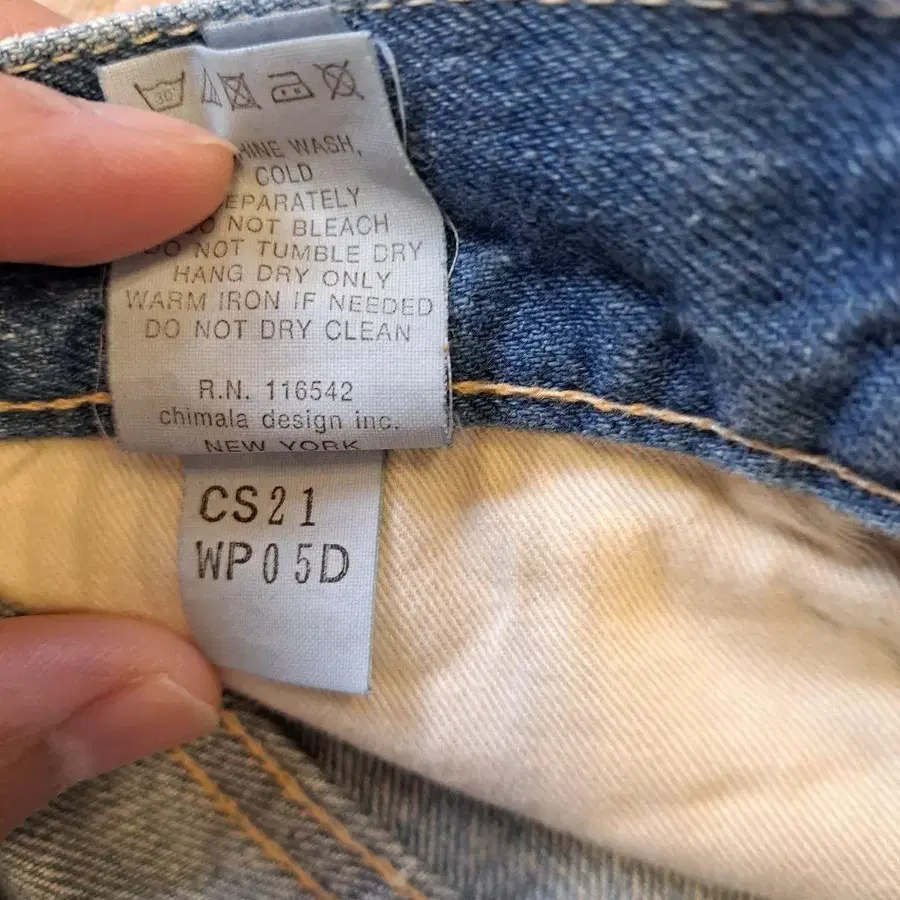 30°
HINE WASH,
COLD
EPARATELY
O NOT BLEACH
DO NOT TUMBLE DRY
HANG DRY ONLY
WARM IRON IF NEEDED
DO NOT DRY CLEAN
R.N. 116542
chimala design inc.
NEW YORK
CS21
WP05D